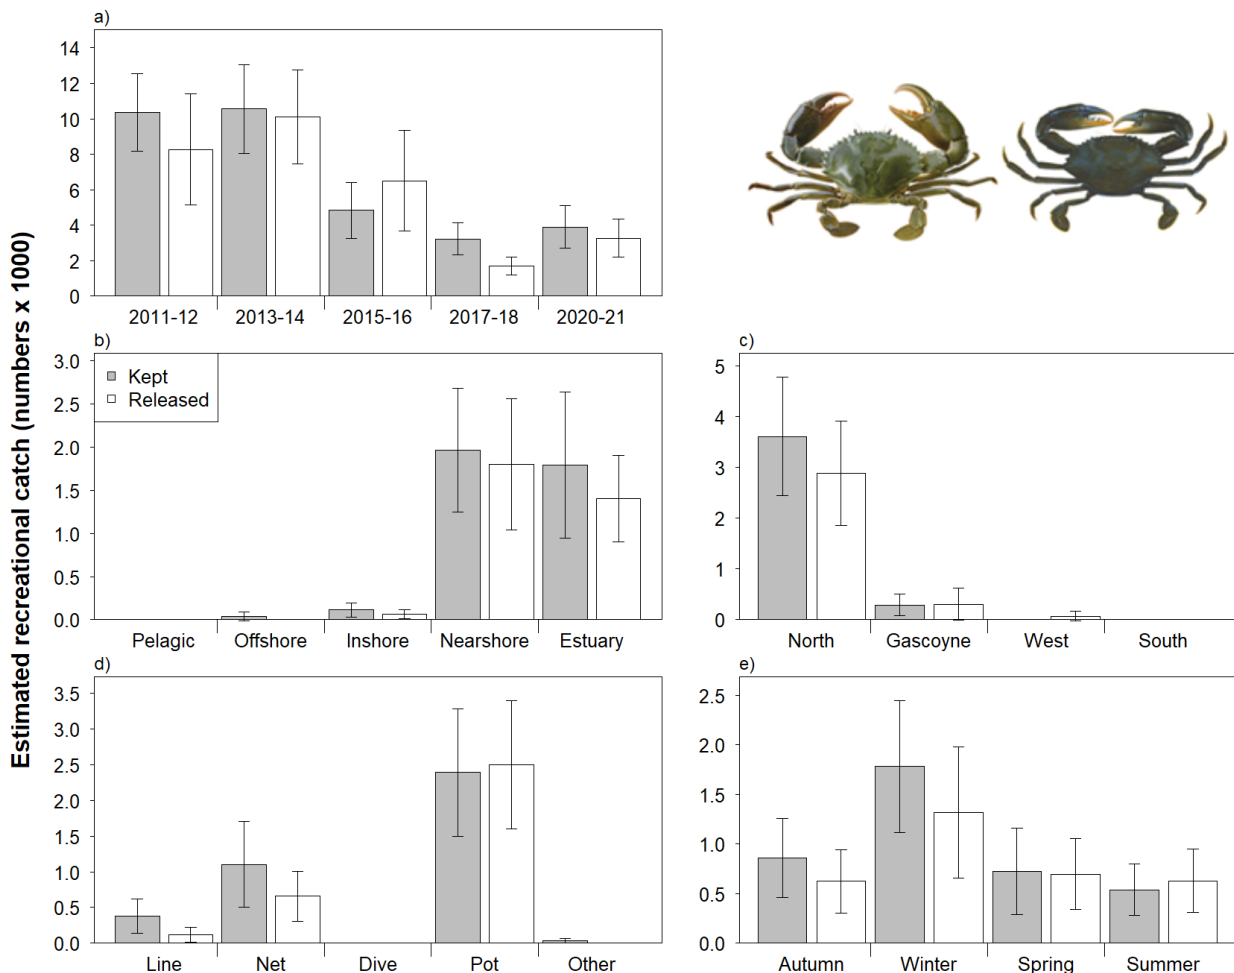 a)
14
12
10
8
6
4
2
0
2011-12 2013-14 2015-16 2017-18 2020-21
Estimated recreational catch (numbers x 1000)
b)
Kept
Released
3.0
2.5
2.0
1.5
1.0
0.5
0.0
Pelagic Offshore Inshore Nearshore Estuary
c)
5
4
3
2
1
0
North Gascoyne West South
d)
3.5
3.0
2.5
2.0
1.5
1.0
0.5
0.0
Line Net Dive Pot Other
e)
2.5
2.0
1.5
1.0
0.5
0.0
Autumn Winter Spring Summer